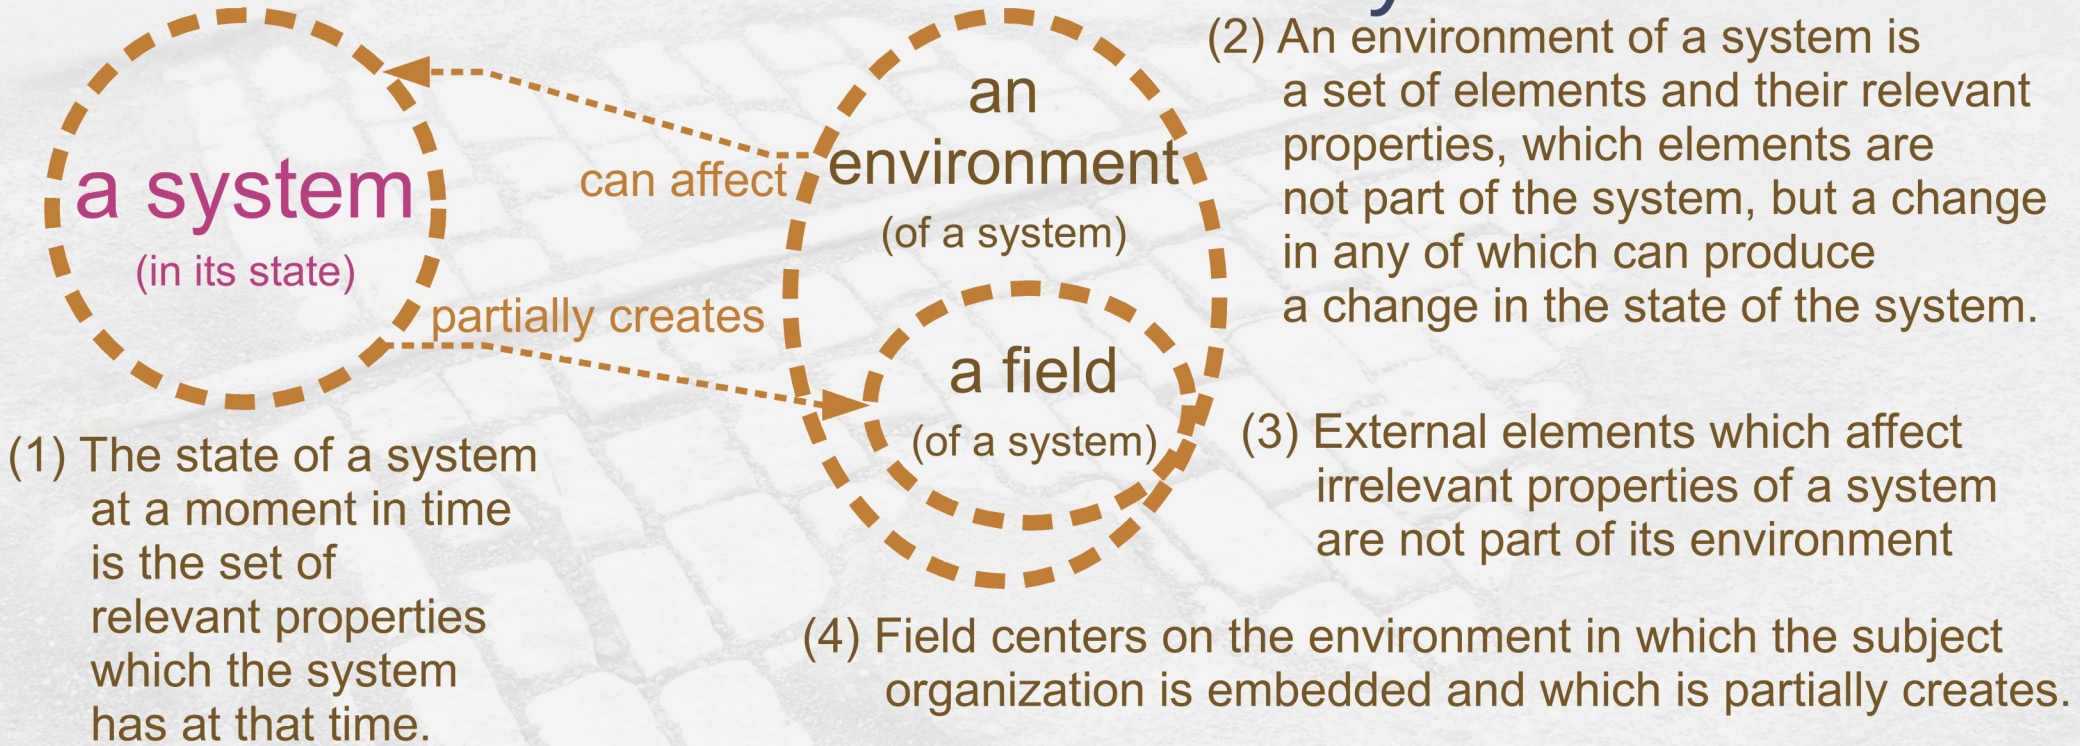 a system
(in its state)
can affect
partially creates
an
environment
(of a system)
a field
(of a system)
(1) The state of a system
at a moment in time
is the set of
relevant properties
which the system
has at that time.
(2) An environment of a system is
a set of elements and their relevant
properties, which elements are
not part of the system, but a change
in any of which can produce
a change in the state of the system.
(3) External elements which affect
irrelevant properties of a system
are not part of its environment
(4) Field centers on the environment in which the subject
organization is embedded and which is partially creates.